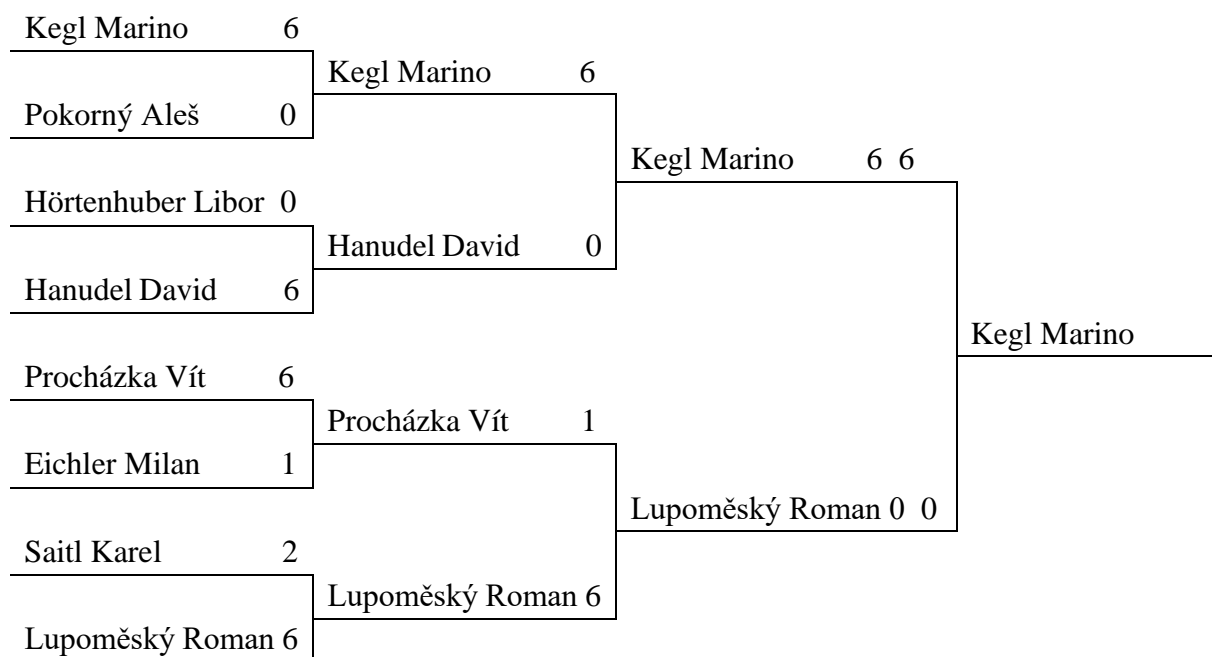 Kegl Marino 6
Kegl Marino 6
Pokorný Aleš 0
Kegl Marino 6 6
Hörtenhuber Libor 0
Hanudel David 0
Hanudel David 6
Kegl Marino
Procházka Vít 6
Procházka Vít 1
Eichler Milan 1
Lupoměský Roman 0 0
Saitl Karel 2
Lupoměský Roman 6
Lupoměský Roman 6